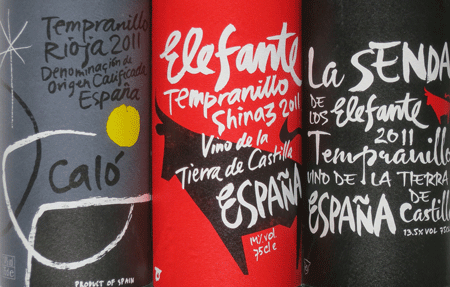 Tempranillo
Rioja 2011
Denominación de
Origen Calificada
España
Caló
PRODUCT OF SPAIN
Elefante
Tempranillo
Shiraz 2011
Vino de la
Tierra de Castilla
ESPAÑA
75cl e
La SENDA
DE LOS Elefante
2011
Tempranillo
VINO DE LA TIERRA
DE
ESPAÑA Castilla
13.5% VOL